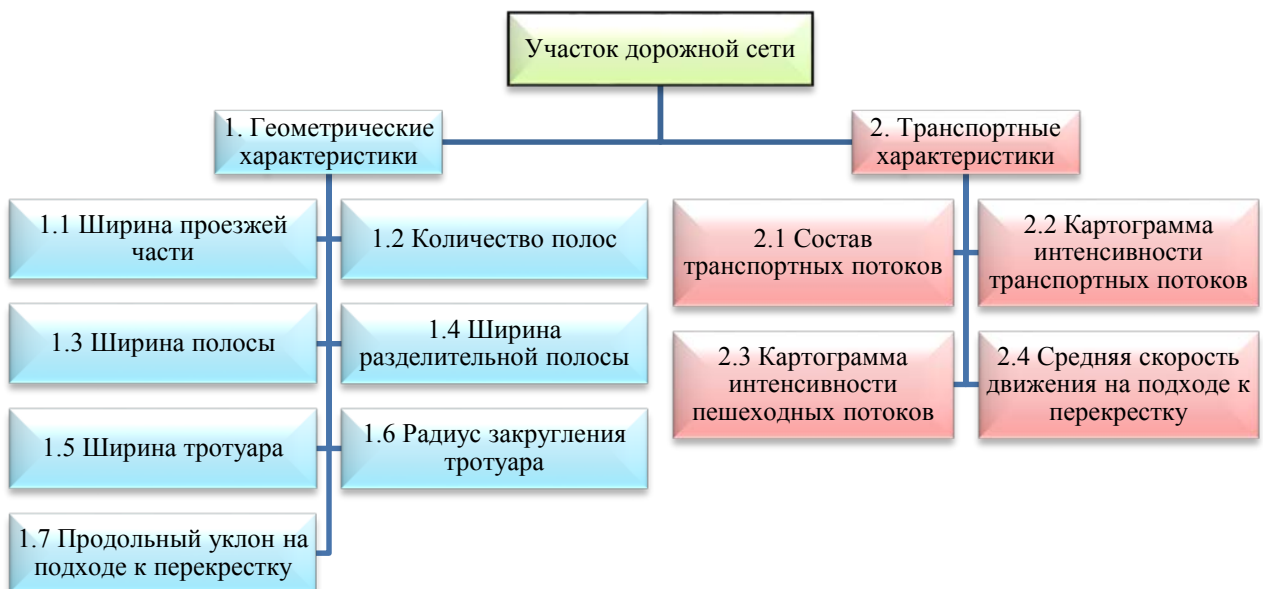 Участок дорожной сети
1. Геометрические
характеристики
2. Транспортные
характеристики
1.1 Ширина проезжей
части
1.2 Количество полос
1.3 Ширина полосы
1.4 Ширина
разделительной полосы
1.5 Ширина тротуара
1.6 Радиус закругления
тротуара
1.7 Продольный уклон на
подходе к перекрестку
2.1 Состав
транспортных потоков
2.2 Картограмма
интенсивности
транспортных потоков
2.3 Картограмма
интенсивности
пешеходных потоков
2.4 Средняя скорость
движения на подходе к
перекрестку